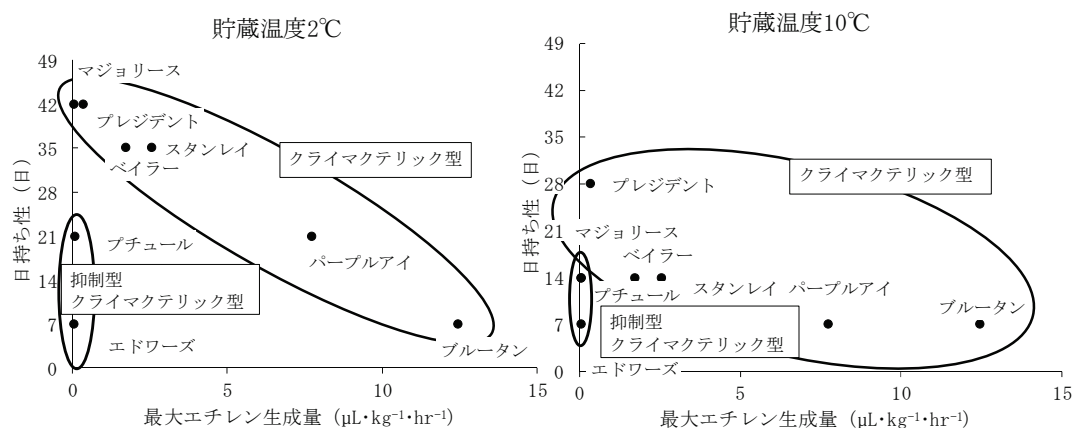 貯蔵温度2℃
日持ち性（日）
49
42
35
28
21
14
7
0
マジョリース
プレジデント
スタンレイ
ベイラー
クライマクテリック型
プチュール
パープルアイ
抑制型
クライマクテリック型
エドワーズ
ブルータン
0 5 10 15
最大エチレン生成量（μL･kg⁻¹･hr⁻¹）
貯蔵温度10℃
日持ち性（日）
49
42
35
28
21
14
7
0
クライマクテリック型
プレジデント
マジョリース
ベイラー
プチュール スタンレイ パープルアイ
ブルータン
抑制型
クライマクテリック型
エドワーズ
0 5 10 15
最大エチレン生成量（μL･kg⁻¹･hr⁻¹）